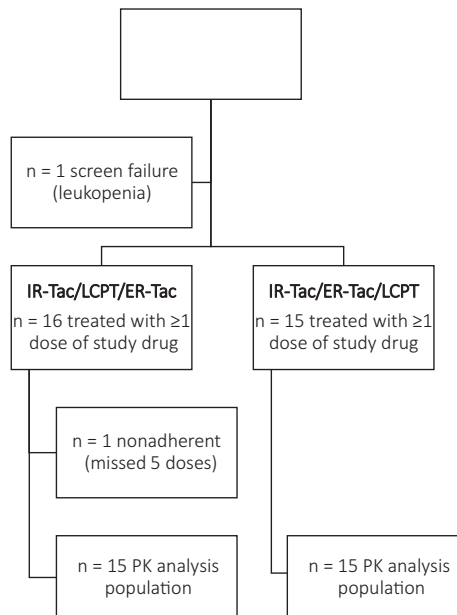 n = 1 screen failure
(leukopenia)
IR-Tac/LCPT/ER-Tac
n = 16 treated with ≥1
dose of study drug
IR-Tac/ER-Tac/LCPT
n = 15 treated with ≥1
dose of study drug
n = 1 nonadherent
(missed 5 doses)
n = 15 PK analysis
population
n = 15 PK analysis
population